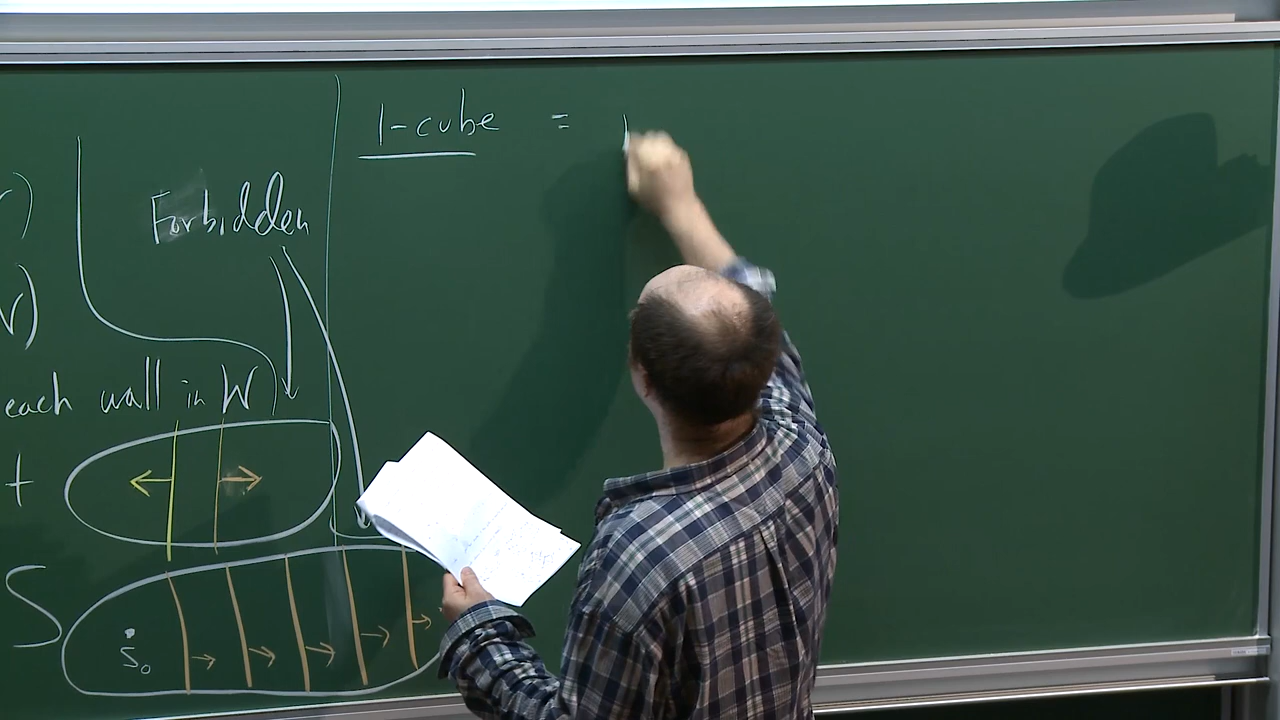 1-cube =
Forbidden
each wall in W
+
S
s₀